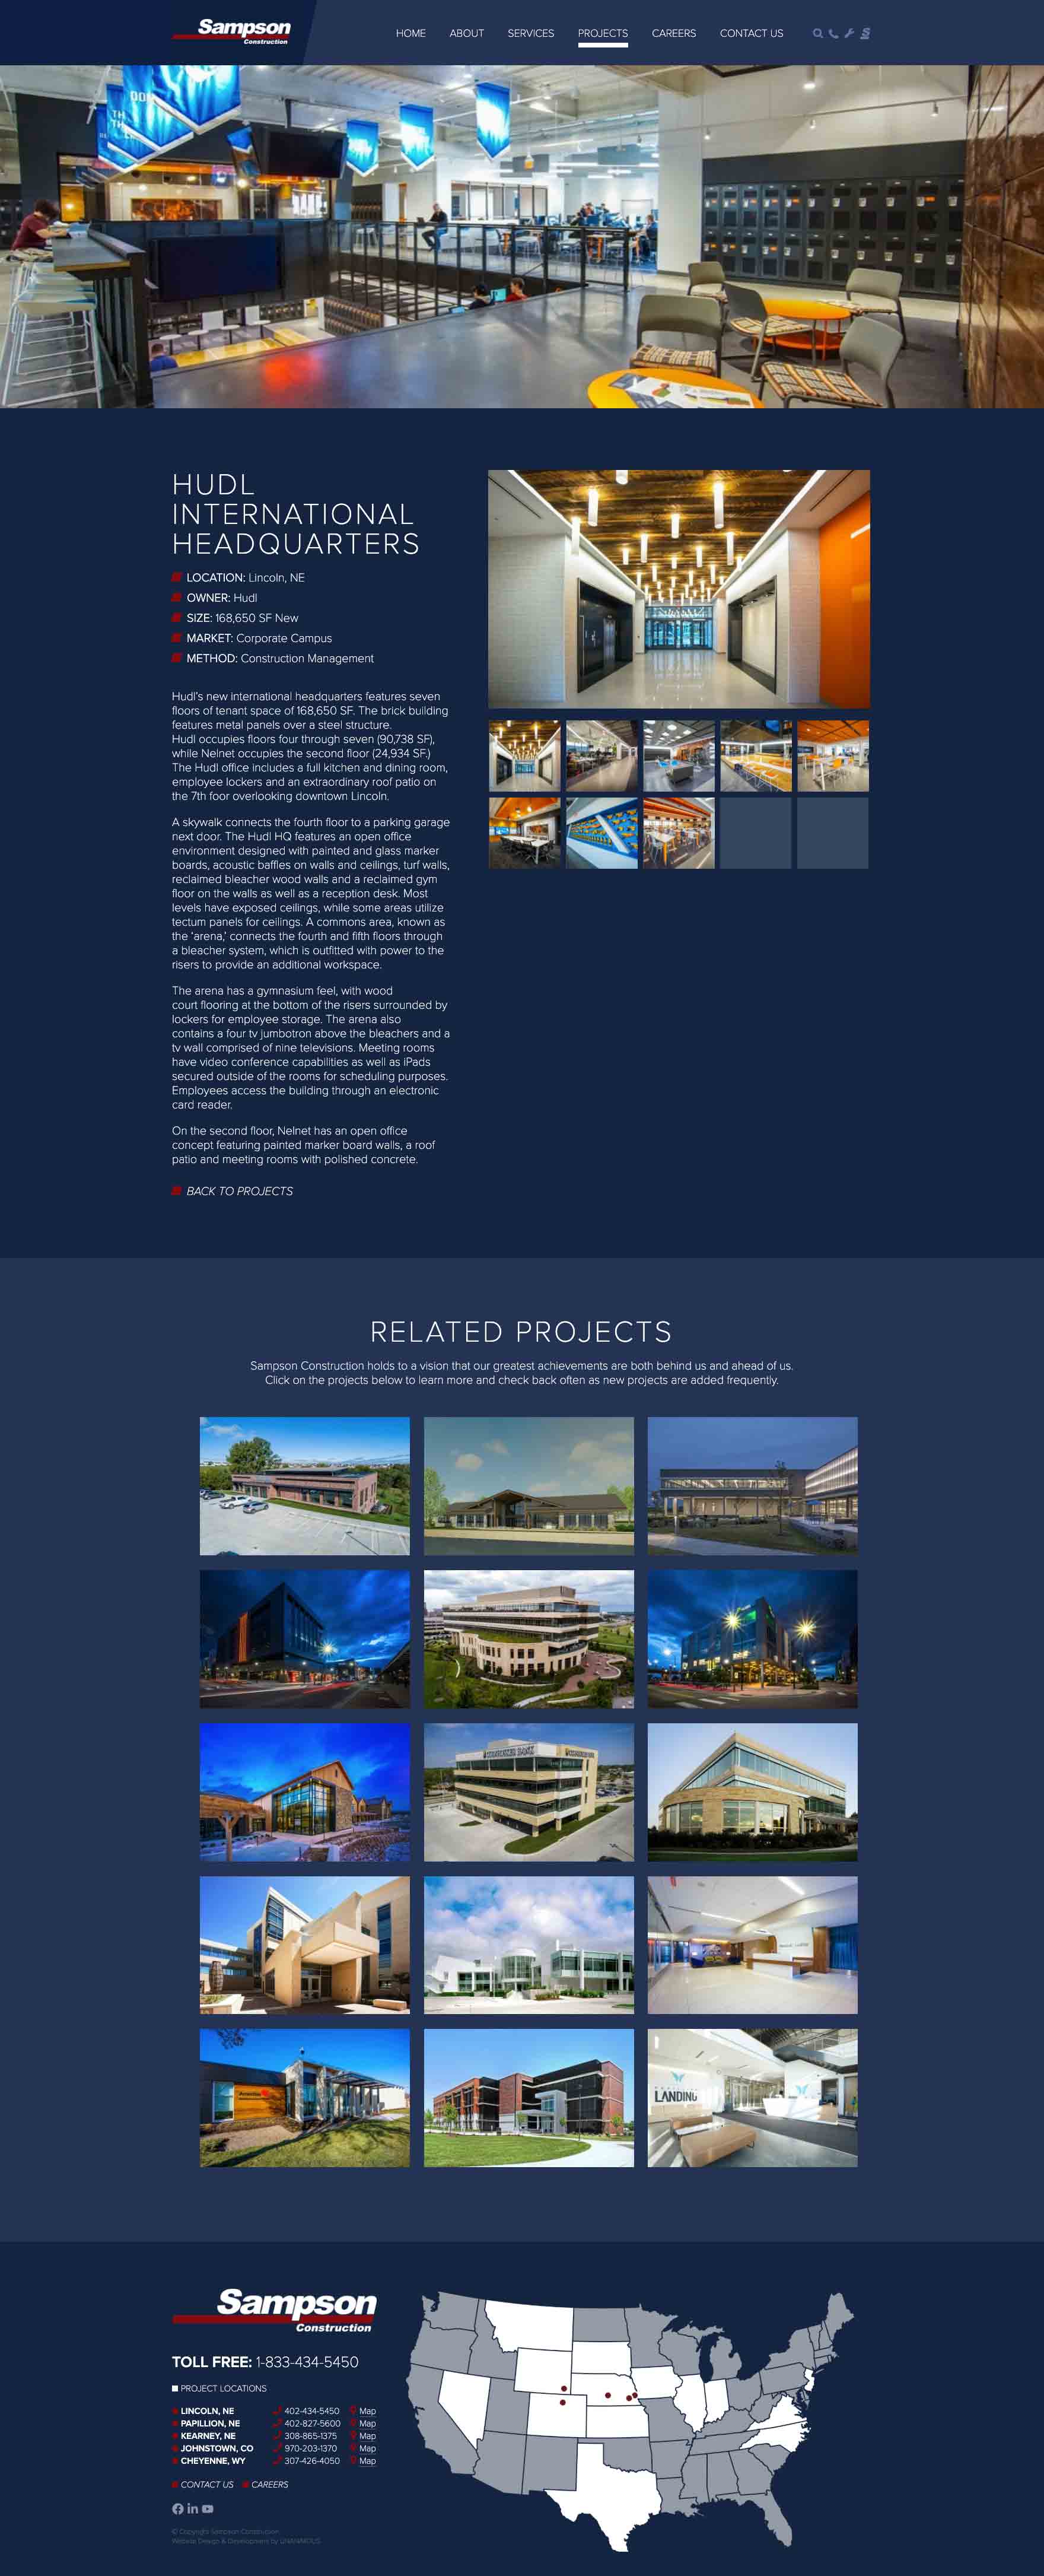 Sampson
Construction
HOME ABOUT SERVICES PROJECTS CAREERS CONTACT US
HUDL
INTERNATIONAL
HEADQUARTERS
LOCATION: Lincoln, NE
OWNER: Hudl
SIZE: 168,650 SF New
MARKET: Corporate Campus
METHOD: Construction Management
Hudl's new international headquarters features seven
floors of tenant space of 168,650 SF. The brick building
features metal panels over a steel structure.
Hudl occupies floors four through seven (90,738 SF),
while Nelnet occupies the second floor (24,934 SF.)
The Hudl office includes a full kitchen and dining room,
employee lockers and an extraordinary roof patio on
the 7th foor overlooking downtown Lincoln.
A skywalk connects the fourth floor to a parking garage
next door. The Hudl HQ features an open office
environment designed with painted and glass marker
boards, acoustic baffles on walls and ceilings, turf walls,
reclaimed bleacher wood walls and a reclaimed gym
floor on the walls as well as a reception desk. Most
levels have exposed ceilings, while some areas utilize
tectum panels for ceilings. A commons area, known as
the 'arena,' connects the fourth and fifth floors through
a bleacher system, which is outfitted with power to the
risers to provide an additional workspace.
The arena has a gymnasium feel, with wood
court flooring at the bottom of the risers surrounded by
lockers for employee storage. The arena also
contains a four tv jumbotron above the bleachers and a
tv wall comprised of nine televisions. Meeting rooms
have video conference capabilities as well as iPads
secured outside of the rooms for scheduling purposes.
Employees access the building through an electronic
card reader.
On the second floor, Nelnet has an open office
concept featuring painted marker board walls, a roof
patio and meeting rooms with polished concrete.
BACK TO PROJECTS
RELATED PROJECTS
Sampson Construction holds to a vision that our greatest achievements are both behind us and ahead of us.
Click on the projects below to learn more and check back often as new projects are added frequently.
LANDING
Sampson
Construction
TOLL FREE: 1-833-434-5450
PROJECT LOCATIONS
LINCOLN, NE 402-434-5450 Map
PAPILLION, NE 402-827-5600 Map
KEARNEY, NE 308-865-1375 Map
JOHNSTOWN, CO 970-203-1370 Map
CHEYENNE, WY 307-426-4050 Map
CONTACT US CAREERS
© Copyright Sampson Construction
Website Design & Development by UNANIMOUS